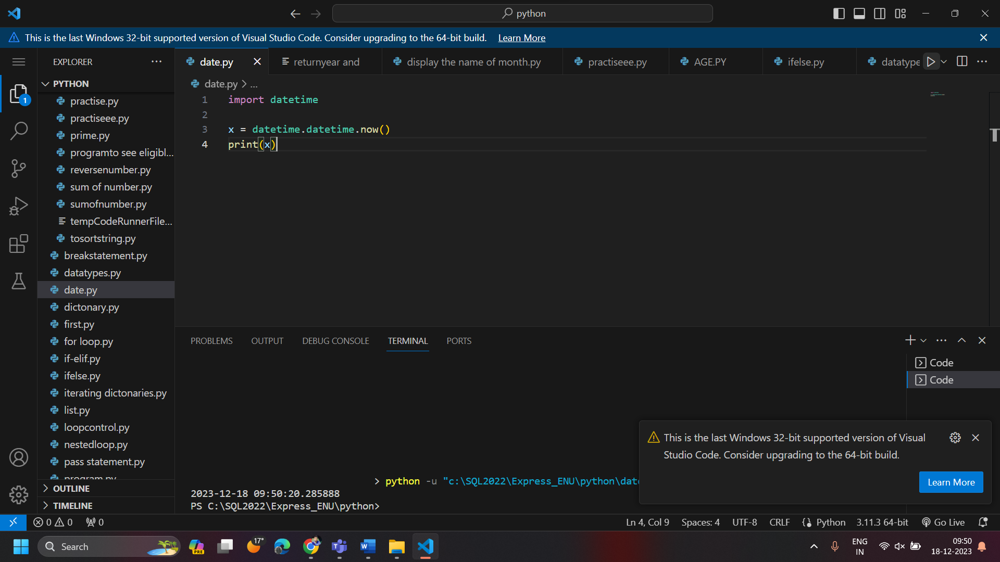 python
This is the last Windows 32-bit supported version of Visual Studio Code. Consider upgrading to the 64-bit build. Learn More
EXPLORER
PYTHON
1
practise.py
practiseee.py
prime.py
programto see eligibl...
reversenumber.py
sum of number.py
sumofnumber.py
tempCodeRunnerFile...
tosortstring.py
breakstatement.py
datatypes.py
date.py
dictonary.py
first.py
for loop.py
if-elif.py
ifelse.py
iterating dictonaries.py
list.py
loopcontrol.py
nestedloop.py
pass statement.py
program.py
OUTLINE
TIMELINE
date.py returnyear and display the name of month.py practiseee.py AGE.PY ifelse.py datatype
date.py > ...
1 import datetime
2
3 x = datetime.datetime.now()
4 print(x)
PROBLEMS OUTPUT DEBUG CONSOLE TERMINAL PORTS
Code
Code
> python -u "c:\SQL2022\Express_ENU\python\date
2023-12-18 09:50:20.285888
PS C:\SQL2022\Express_ENU\python>
This is the last Windows 32-bit supported version of Visual
Studio Code. Consider upgrading to the 64-bit build.
Learn More
0 0 0 Ln 4, Col 9 Spaces: 4 UTF-8 CRLF Python 3.11.3 64-bit Go Live
Search PRE 17° ENG 09:50
IN 18-12-2023